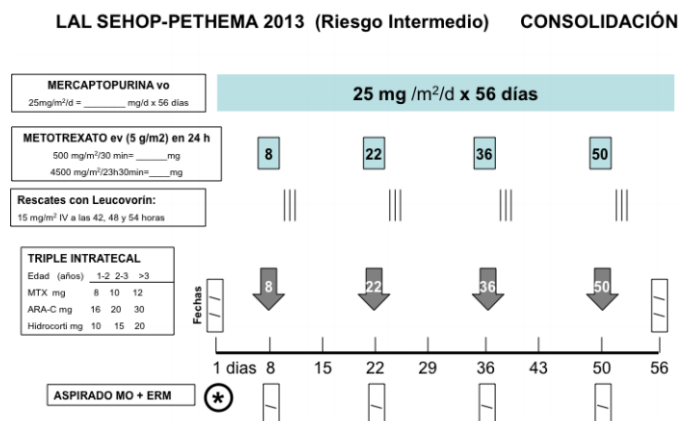 LAL SEHOP-PETHEMA 2013 (Riesgo Intermedio) CONSOLIDACIÓN
MERCAPTOPURINA vo
25mg/m²/d = ________ mg/d x 56 días
25 mg /m²/d x 56 días
METOTREXATO ev (5 g/m2) en 24 h
500 mg/m²/30 min= ______mg
4500 mg/m²/23h30min=____mg
8 22 36 50
Rescates con Leucovorín:
15 mg/m² IV a las 42, 48 y 54 horas
TRIPLE INTRATECAL
Edad (años) 1-2 2-3 >3
MTX mg 8 10 12
ARA-C mg 16 20 30
Hidrocorti mg 10 15 20
Fechas
8 22 36 50
1 dias 8 15 22 29 36 43 50 56
ASPIRADO MO + ERM
*